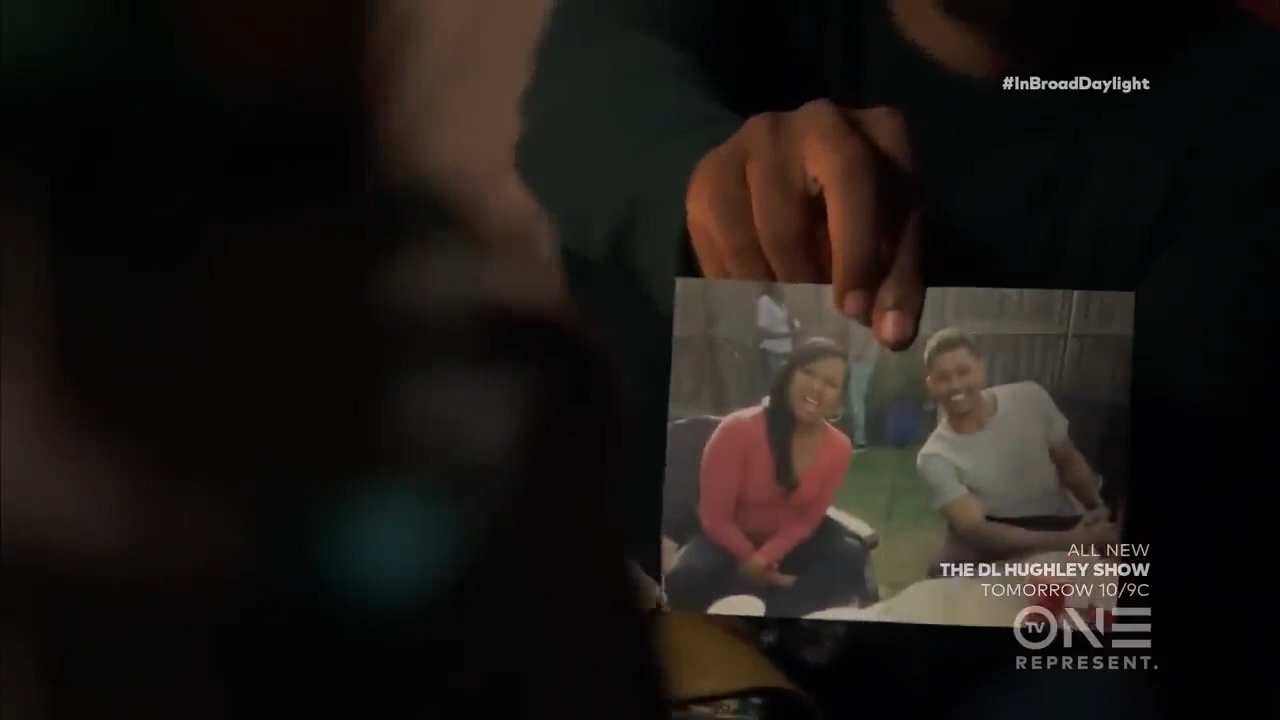 #InBroadDaylight
ALL NEW
THE DL HUGHLEY SHOW
TOMORROW 10/9C
TV ONE
REPRESENT.